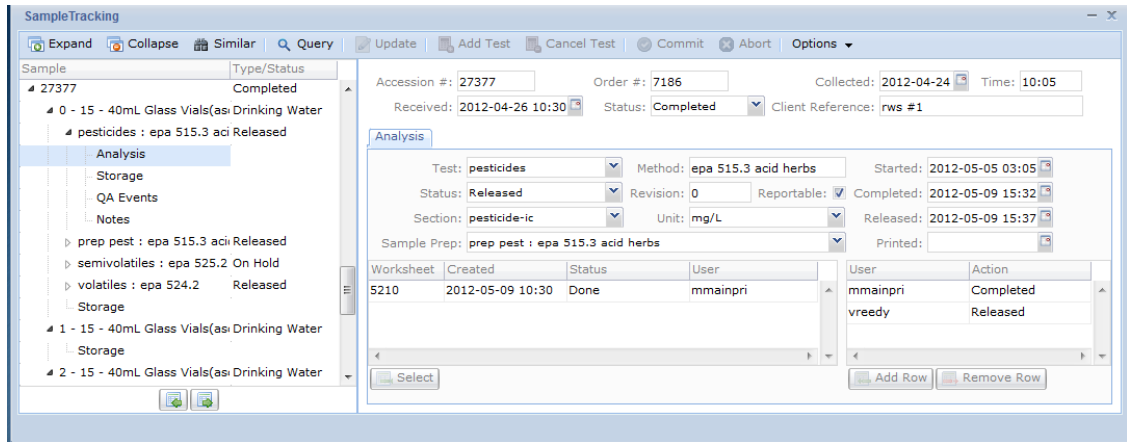 SampleTracking
Expand Collapse Similar Query Update Add Test Cancel Test Commit Abort Options
Sample Type/Status
27377 Completed
0 - 15 - 40mL Glass Vials(as Drinking Water
pesticides : epa 515.3 aci Released
Analysis
Storage
QA Events
Notes
prep pest : epa 515.3 aci Released
semivolatiles : epa 525.2 On Hold
volatiles : epa 524.2 Released
Storage
1 - 15 - 40mL Glass Vials(as Drinking Water
Storage
2 - 15 - 40mL Glass Vials(as Drinking Water
Accession #: 27377 Order #: 7186 Collected: 2012-04-24 Time: 10:05
Received: 2012-04-26 10:30 Status: Completed Client Reference: rws #1
Analysis
Test: pesticides Method: epa 515.3 acid herbs Started: 2012-05-05 03:05
Status: Released Revision: 0 Reportable: Completed: 2012-05-09 15:32
Section: pesticide-ic Unit: mg/L Released: 2012-05-09 15:37
Sample Prep: prep pest : epa 515.3 acid herbs Printed:
Worksheet Created Status User
5210 2012-05-09 10:30 Done mmainpri
Select
User Action
mmainpri Completed
vreedy Released
Add Row Remove Row